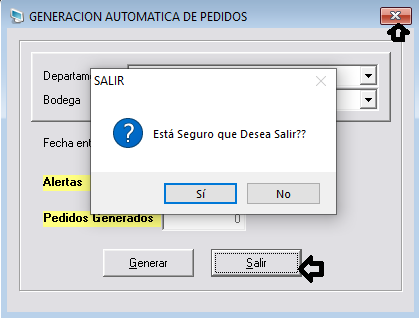 GENERACION AUTOMATICA DE PEDIDOS
SALIR
Departam
Bodega
Está Seguro que Desea Salir??
Fecha ent
Alertas
Sí No
Pedidos Generados 0
Generar Salir